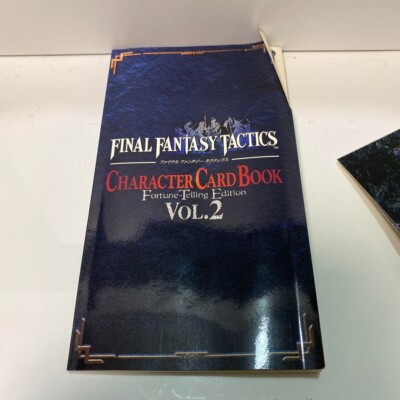 FINAL FANTASY TACTICS™
ファイナル ファンタジー タクティクス
CHARACTER CARD BOOK
Fortune-Telling Edition
VOL.2